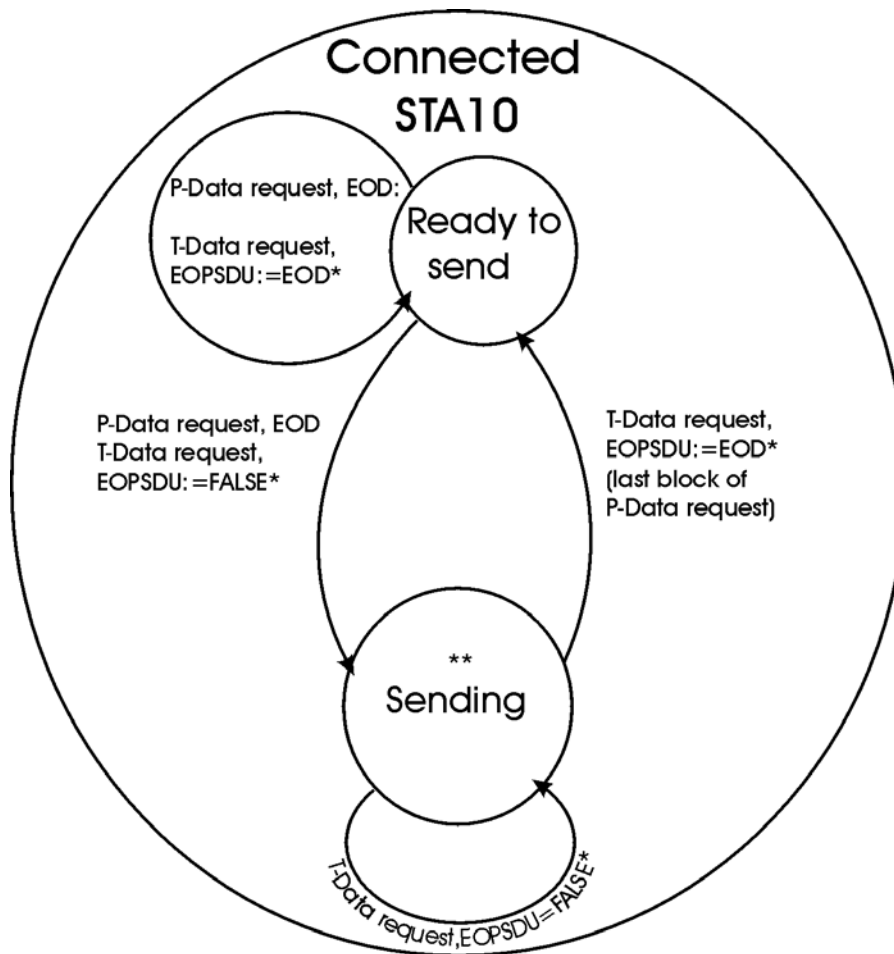 Connected
STA10
P-Data request, EOD:
T-Data request,
EOPSDU:=EOD*
Ready to
send
P-Data request, EOD
T-Data request,
EOPSDU:=FALSE*
T-Data request,
EOPSDU:=EOD*
(last block of
P-Data request)
**
Sending
T-Data request,EOPSDU=FALSE*